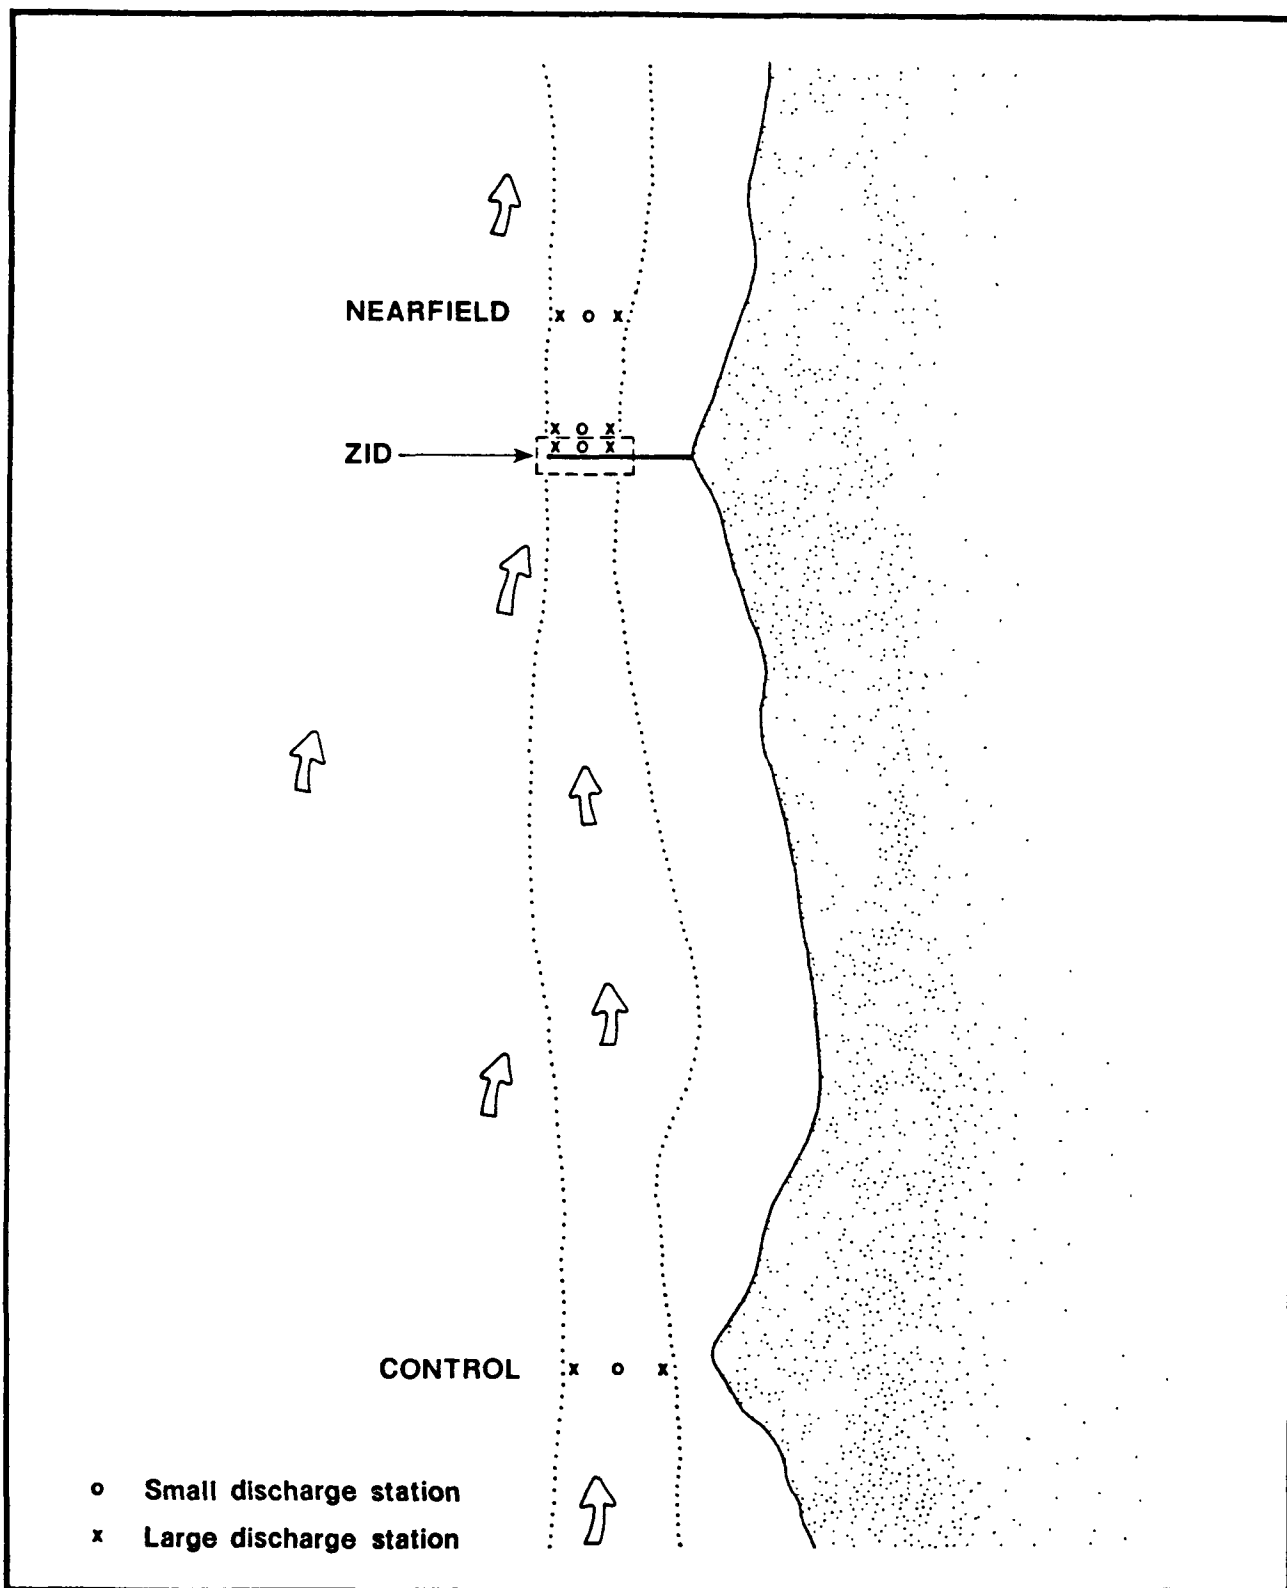 NEARFIELD
x o x
x o x
ZID
x o x
CONTROL
x o x
o Small discharge station
x Large discharge station